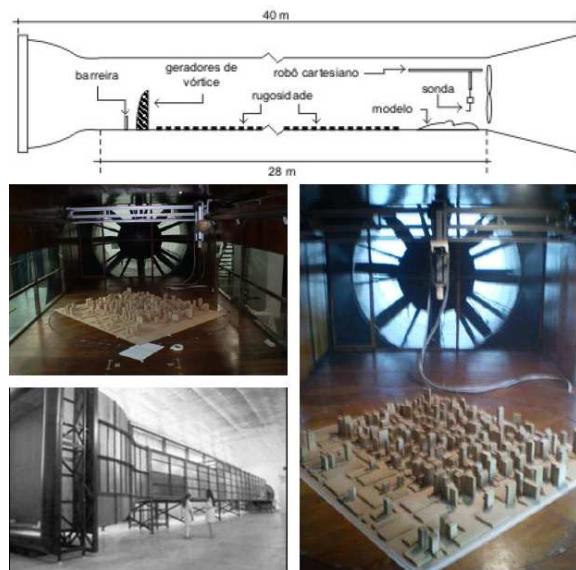 40 m
barreira
geradores de
vórtice
robô cartesiano
rugosidade
sonda
modelo
28 m